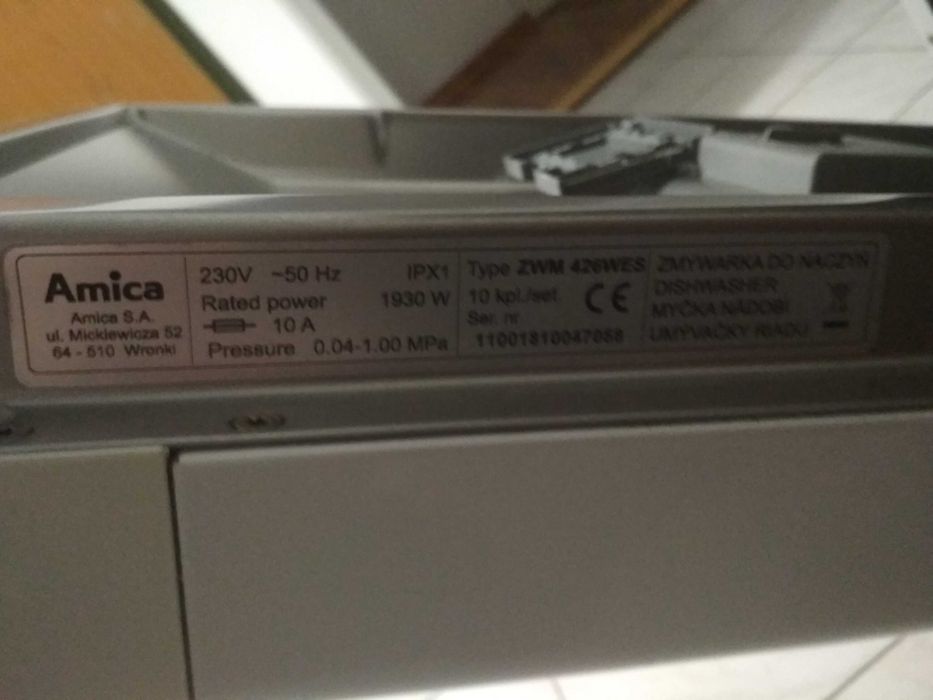 Amica
Amica S.A.
ul. Mickiewicza 52
64 - 510 Wronki
230V ~50 Hz IPX1
Rated power 1930 W
10 A
Pressure 0.04-1.00 MPa
Type ZWM 426WES
10 kpl./set.
CE
Ser. nr
11001810047058
ZMYWARKA DO NACZYŃ
DISHWASHER
MYČKA NÁDOBÍ
UMÝVAČKY RIADU